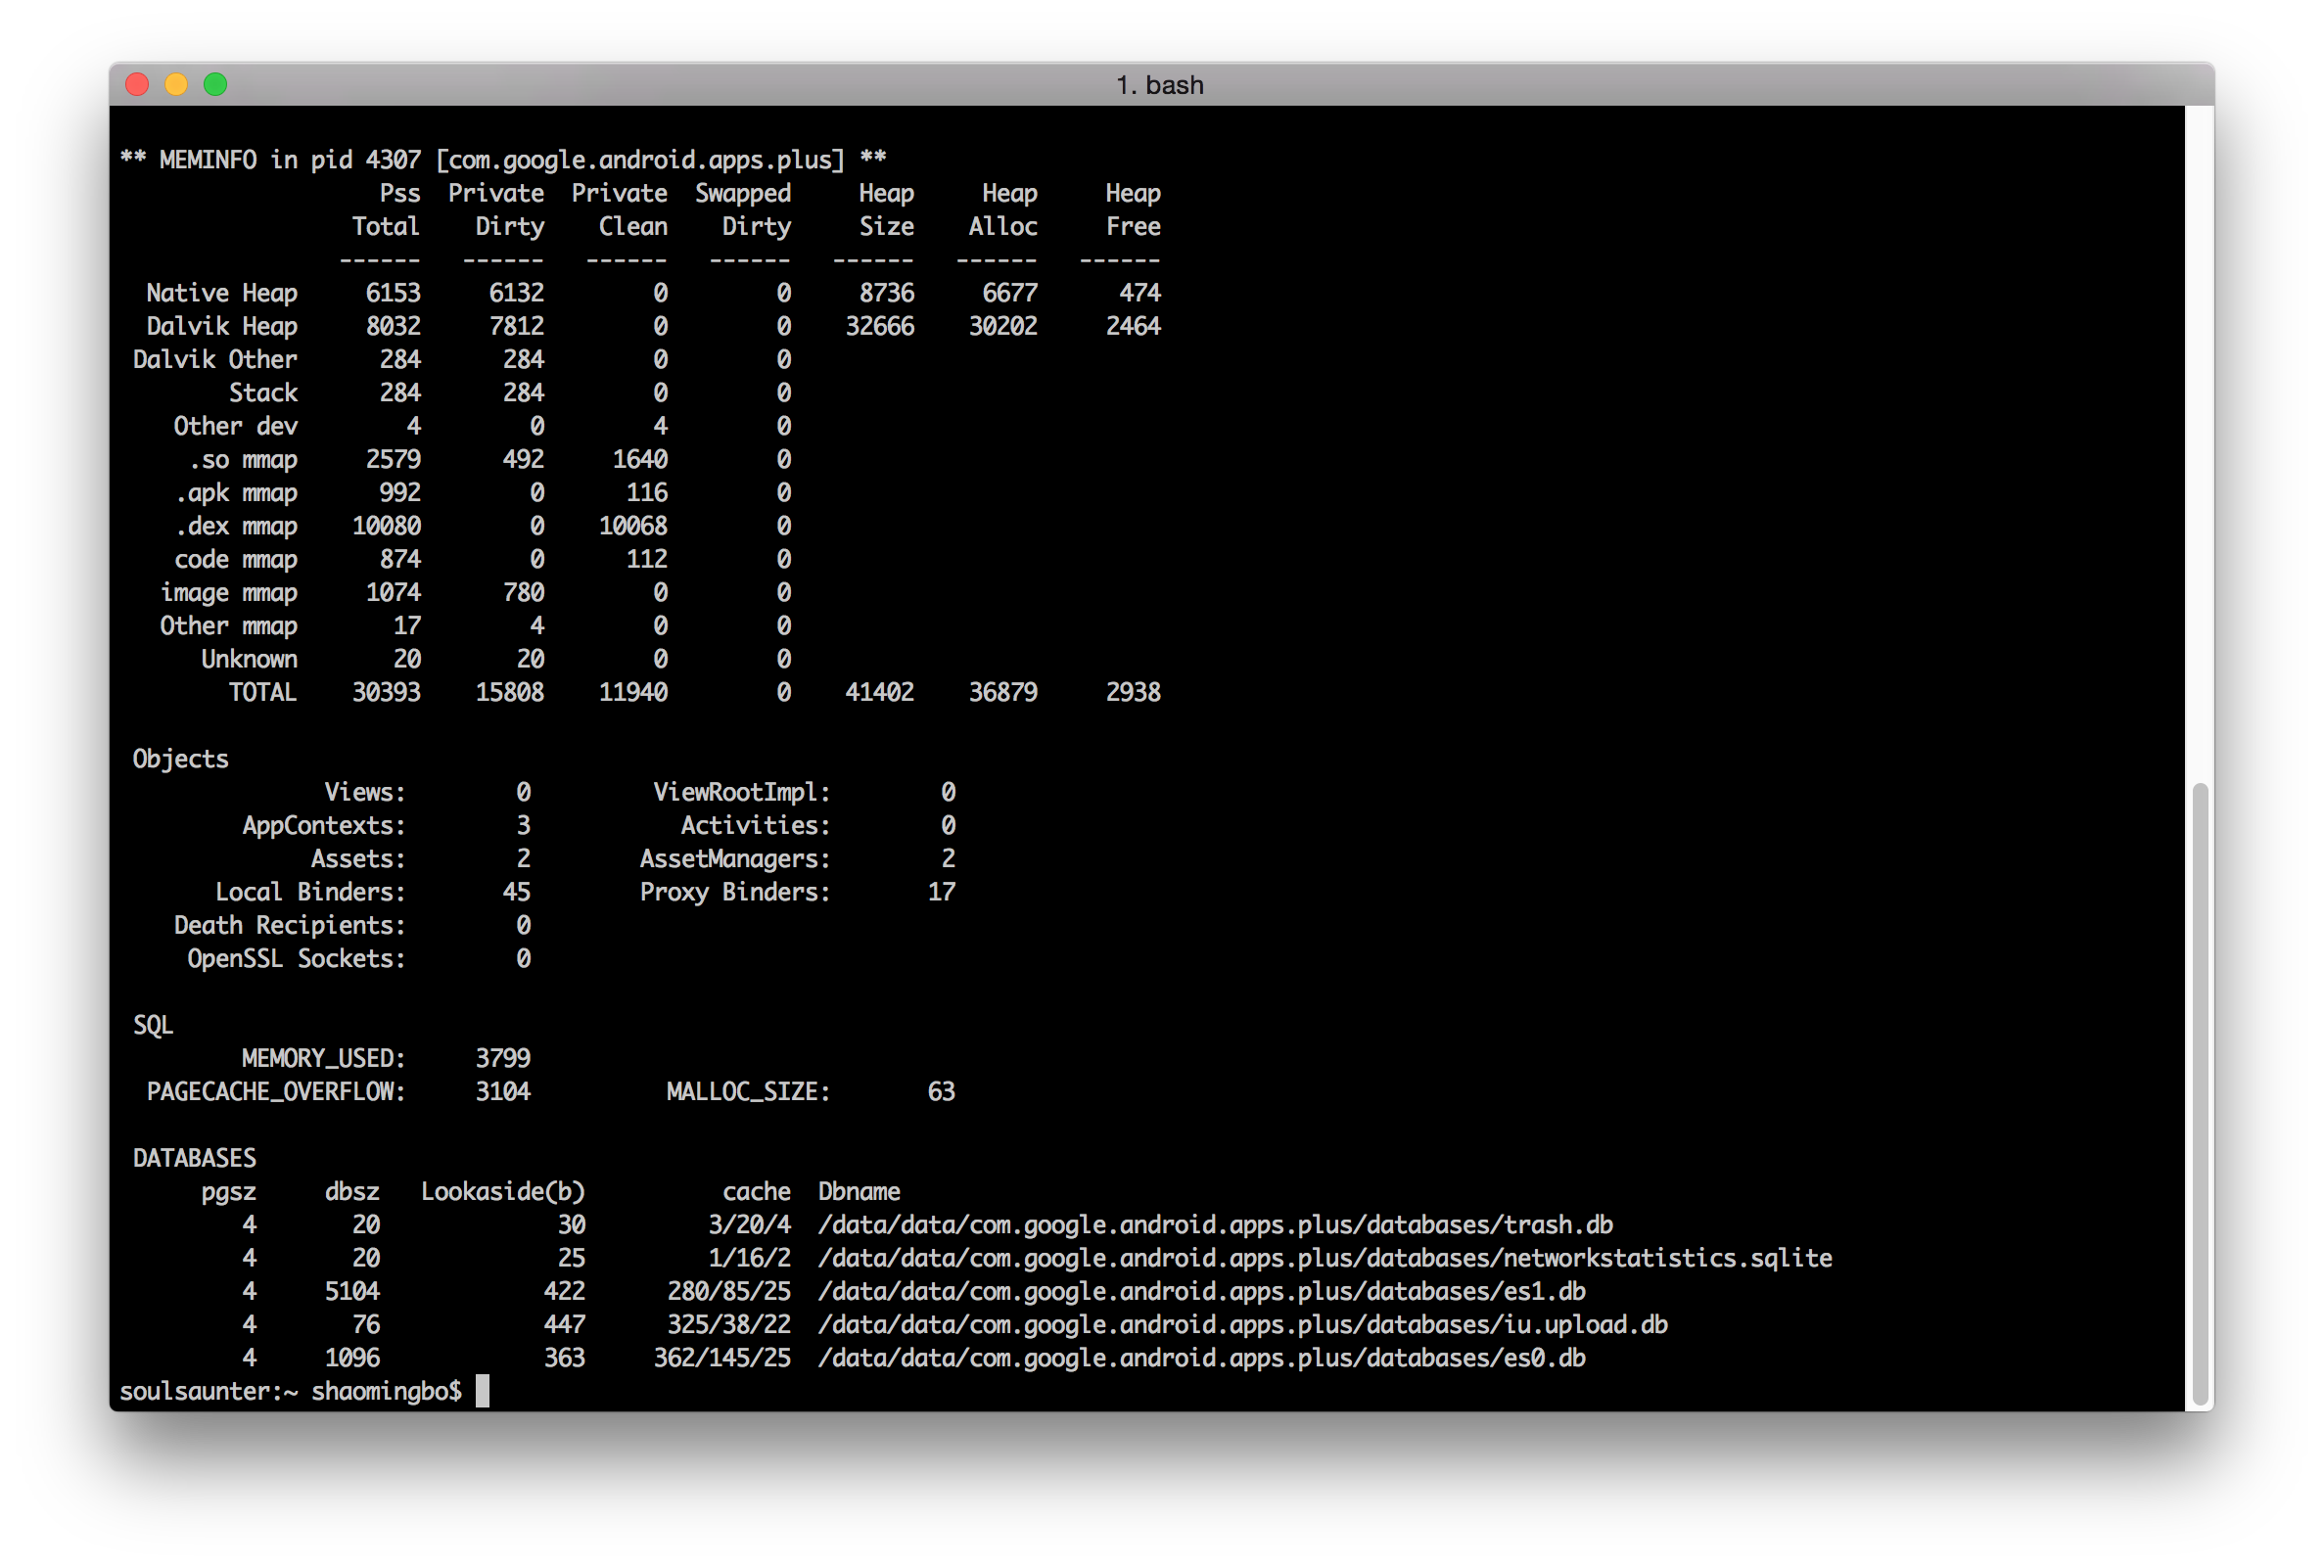 1. bash
** MEMINFO in pid 4307 [com.google.android.apps.plus] **
Pss Private Private Swapped Heap Heap Heap
Total Dirty Clean Dirty Size Alloc Free
------ ------ ------ ------ ------ ------ ------
Native Heap 6153 6132 0 0 8736 6677 474
Dalvik Heap 8032 7812 0 0 32666 30202 2464
Dalvik Other 284 284 0 0
Stack 284 284 0 0
Other dev 4 0 4 0
.so mmap 2579 492 1640 0
.apk mmap 992 0 116 0
.dex mmap 10080 0 10068 0
code mmap 874 0 112 0
image mmap 1074 780 0 0
Other mmap 17 4 0 0
Unknown 20 20 0 0
TOTAL 30393 15808 11940 0 41402 36879 2938
Objects
Views: 0 ViewRootImpl: 0
AppContexts: 3 Activities: 0
Assets: 2 AssetManagers: 2
Local Binders: 45 Proxy Binders: 17
Death Recipients: 0
OpenSSL Sockets: 0
SQL
MEMORY_USED: 3799
PAGECACHE_OVERFLOW: 3104 MALLOC_SIZE: 63
DATABASES
pgsz dbsz Lookaside(b) cache Dbname
4 20 30 3/20/4 /data/data/com.google.android.apps.plus/databases/trash.db
4 20 25 1/16/2 /data/data/com.google.android.apps.plus/databases/networkstatistics.sqlite
4 5104 422 280/85/25 /data/data/com.google.android.apps.plus/databases/es1.db
4 76 447 325/38/22 /data/data/com.google.android.apps.plus/databases/iu.upload.db
4 1096 363 362/145/25 /data/data/com.google.android.apps.plus/databases/es0.db
soulsaunter:~ shaomingbo$